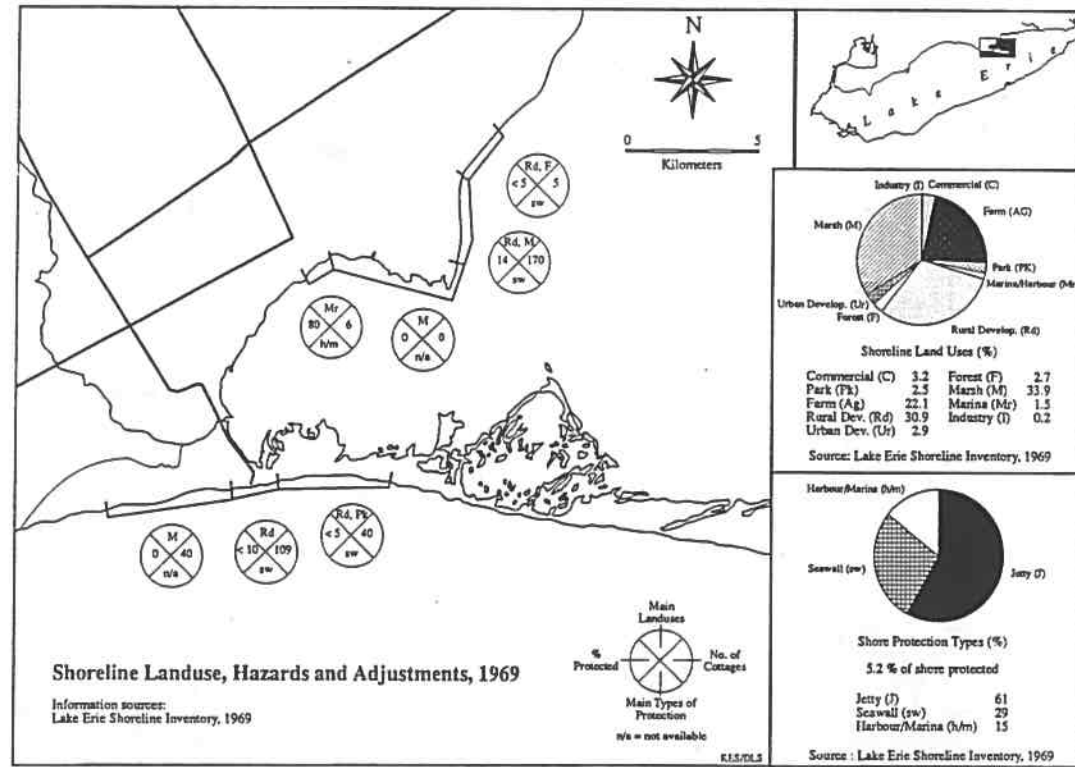 N
0 5
Kilometers
Lake Erie
Rd, F
< 5 5
sw
Rd, M
14 170
sw
Mr
80 6
h/m
M
0 0
n/a
M
0 40
n/a
Rd
< 10 109
sw
Rd, Pk
< 5 40
sw
Main
Landuses
%
Protected
No. of
Cottages
Main Types of
Protection
n/a = not available
Shoreline Landuse, Hazards and Adjustments, 1969
Information sources:
Lake Erie Shoreline Inventory, 1969
KES/DLS
Industry (I) Commercial (C)
Farm (AG)
Marsh (M)
Park (PK)
Marina/Harbour (Mr
Urban Develop. (Ur)
Forest (F)
Rural Develop. (Rd)
Shoreline Land Uses (%)
Commercial (C) 3.2 Forest (F) 2.7
Park (Pk) 2.5 Marsh (M) 33.9
Farm (Ag) 22.1 Marina (Mr) 1.5
Rural Dev. (Rd) 30.9 Industry (I) 0.2
Urban Dev. (Ur) 2.9
Source: Lake Erie Shoreline Inventory, 1969
Harbour/Marina (h/m)
Seawall (sw)
Jetty (J)
Shore Protection Types (%)
5.2 % of shore protected
Jetty (J) 61
Seawall (sw) 29
Harbour/Marina (h/m) 15
Source : Lake Erie Shoreline Inventory, 1969